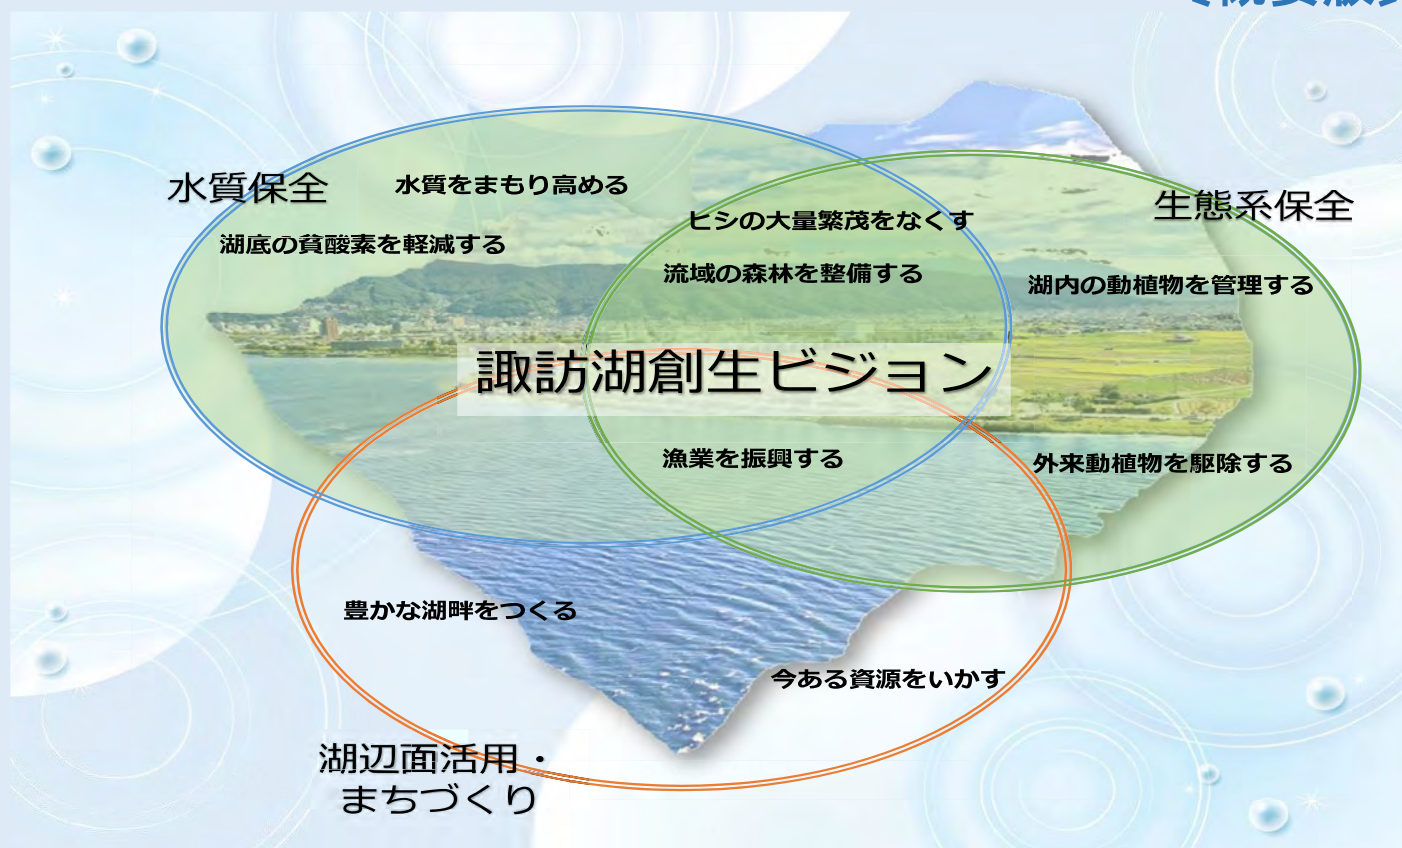 水質保全
水質をまもり高める
湖底の貧酸素を軽減する
ヒシの大量繁茂をなくす
流域の森林を整備する
生態系保全
湖内の動植物を管理する
諏訪湖創生ビジョン
漁業を振興する
外来動植物を駆除する
豊かな湖畔をつくる
今ある資源をいかす
湖辺面活用・
まちづくり